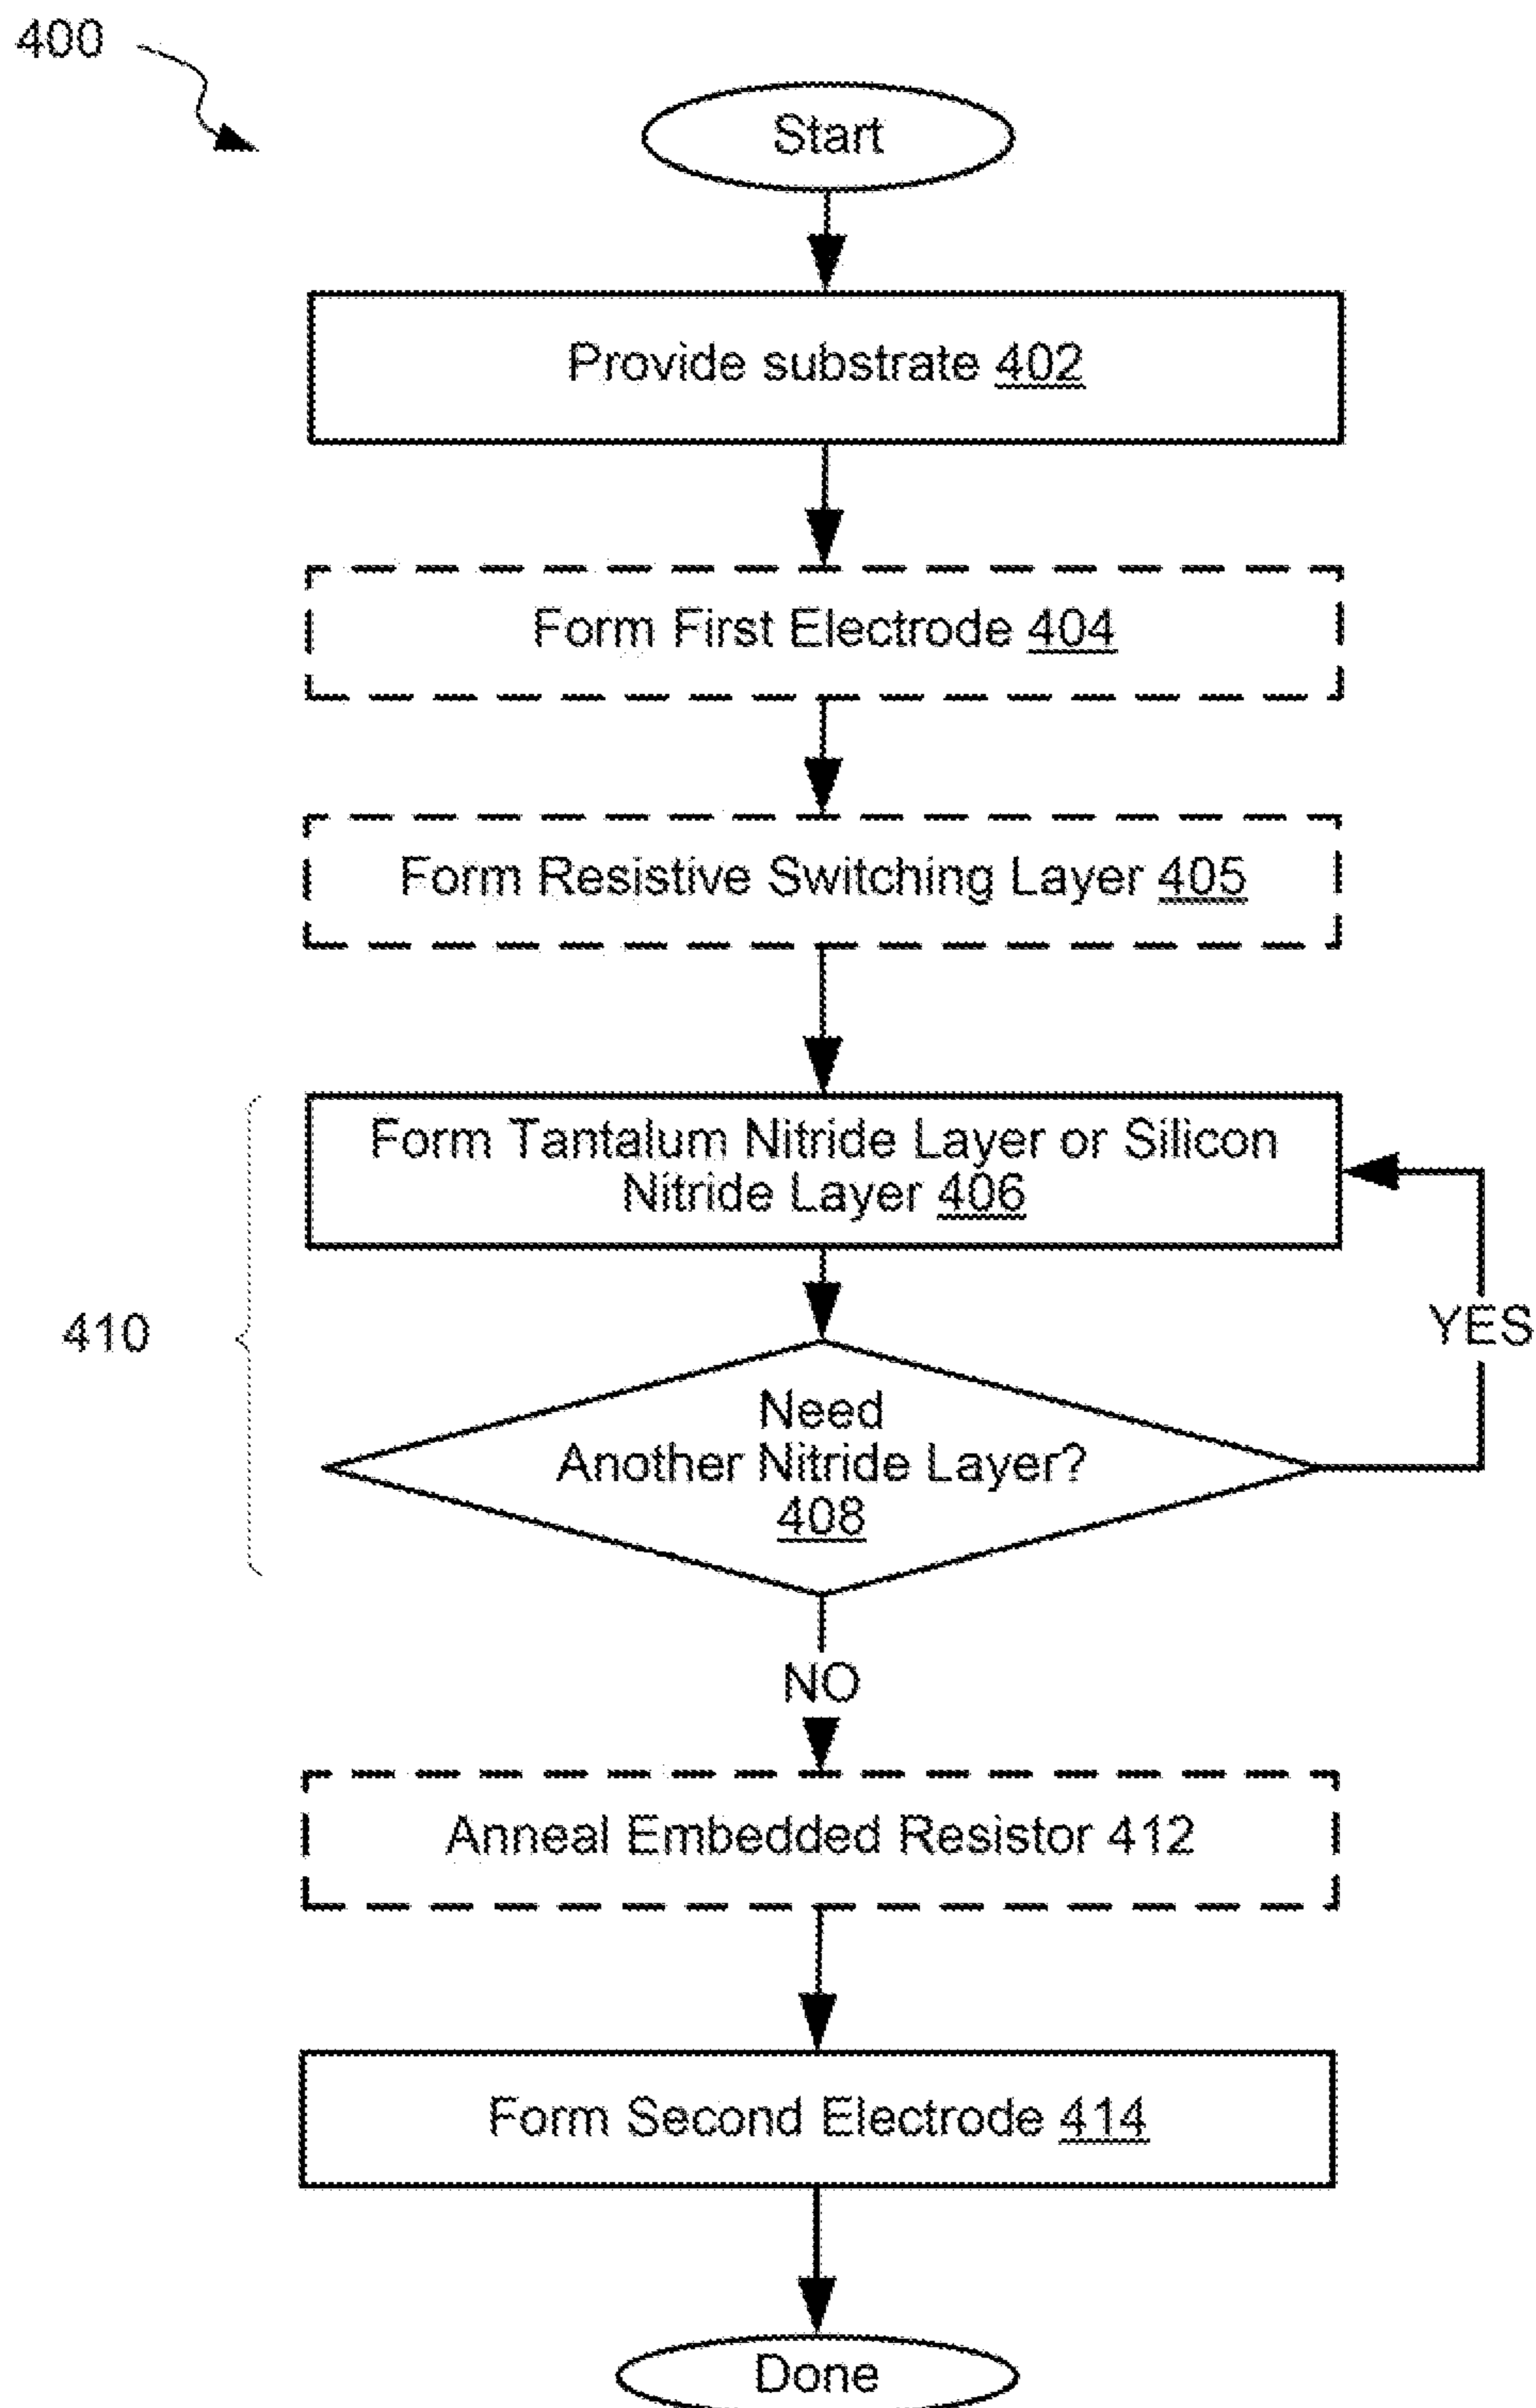 400
Start
Provide substrate 402
Form First Electrode 404
Form Resistive Switching Layer 405
Form Tantalum Nitride Layer or Silicon
Nitride Layer 406
YES
410
Need
Another Nitride Layer?
408
NO
Anneal Embedded Resistor 412
Form Second Electrode 414
Done